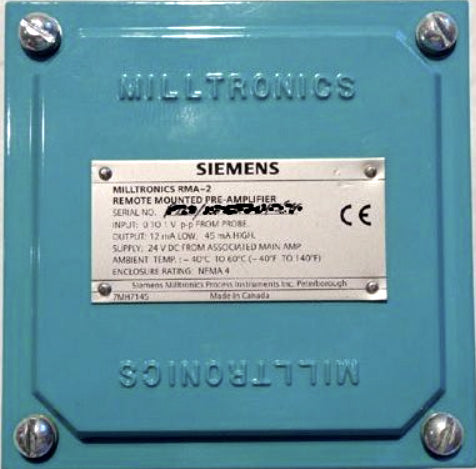 MILLTRONICS
SIEMENS
MILLTRONICS RMA-2
REMOTE MOUNTED PRE-AMPLIFIER
SERIAL NO.
INPUT: 0 TO 1 V p-p FROM PROBE.
OUTPUT: 12 mA LOW, 45 mA HIGH,
SUPPLY: 24 V DC FROM ASSOCIATED MAIN AMP
AMBIENT TEMP.: -40°C TO 60°C (-40°F TO 140°F)
ENCLOSURE RATING: NEMA 4
CE
Siemens Milltronics Process Instruments Inc. Peterborough
7MH7145 Made in Canada
MILLTRONICS